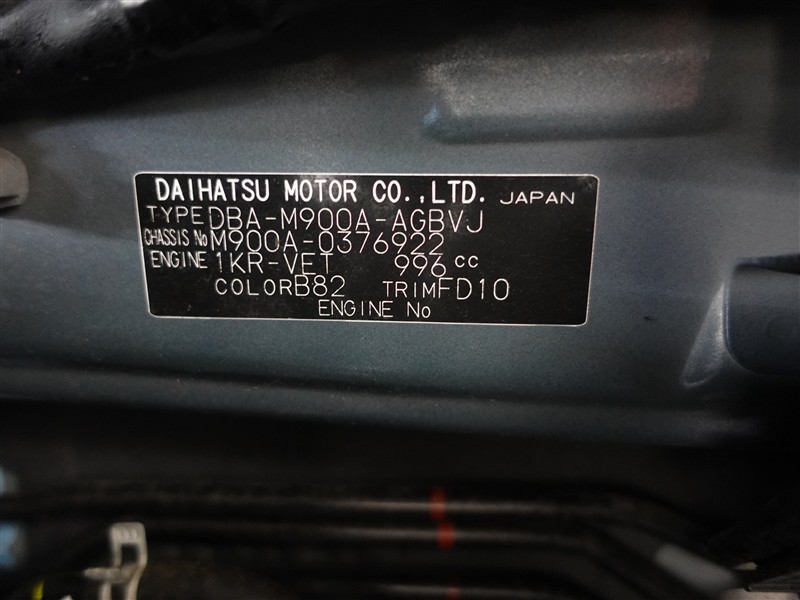 DAIHATSU MOTOR CO.,LTD. JAPAN
TYPE DBA-M900A-AGBVJ
CHASSIS No M900A-0376922
ENGINE 1KR-VET 996 CC
COLOR B82 TRIM FD10
ENGINE No